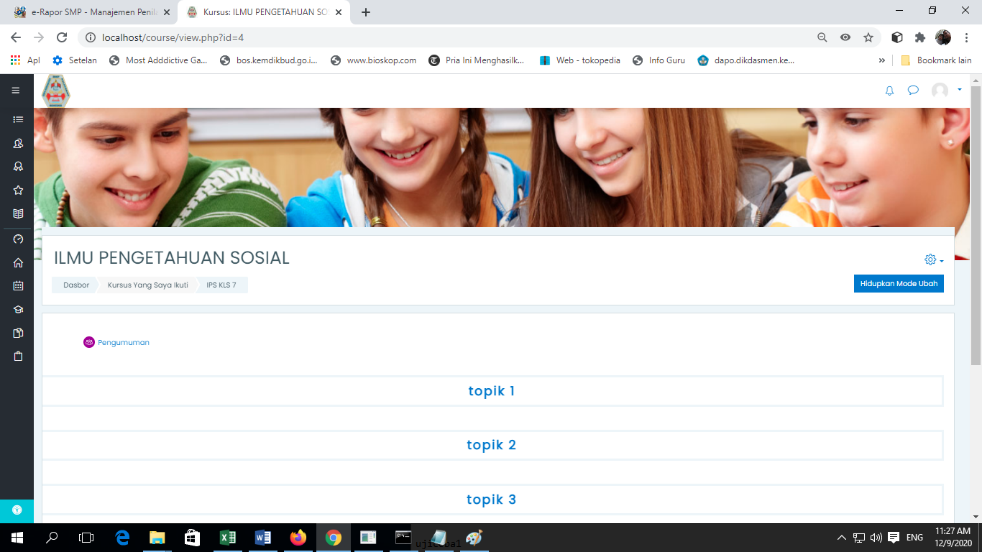 e-Rapor SMP - Manajemen Penil
Kursus: ILMU PENGETAHUAN SO
localhost/course/view.php?id=4
Apl
Setelan
Most Adddictive Ga...
bos.kemdikbud.go.i...
www.bioskop.com
Pria Ini Menghasilk...
Web - tokopedia
Info Guru
dapo.dikdasmen.ke...
»
Bookmark lain
ILMU PENGETAHUAN SOSIAL
Dasbor
Kursus Yang Saya Ikuti
IPS KLS 7
Hidupkan Mode Ubah
Pengumuman
topik 1
topik 2
topik 3
11:27 AM
ENG
12/9/2020